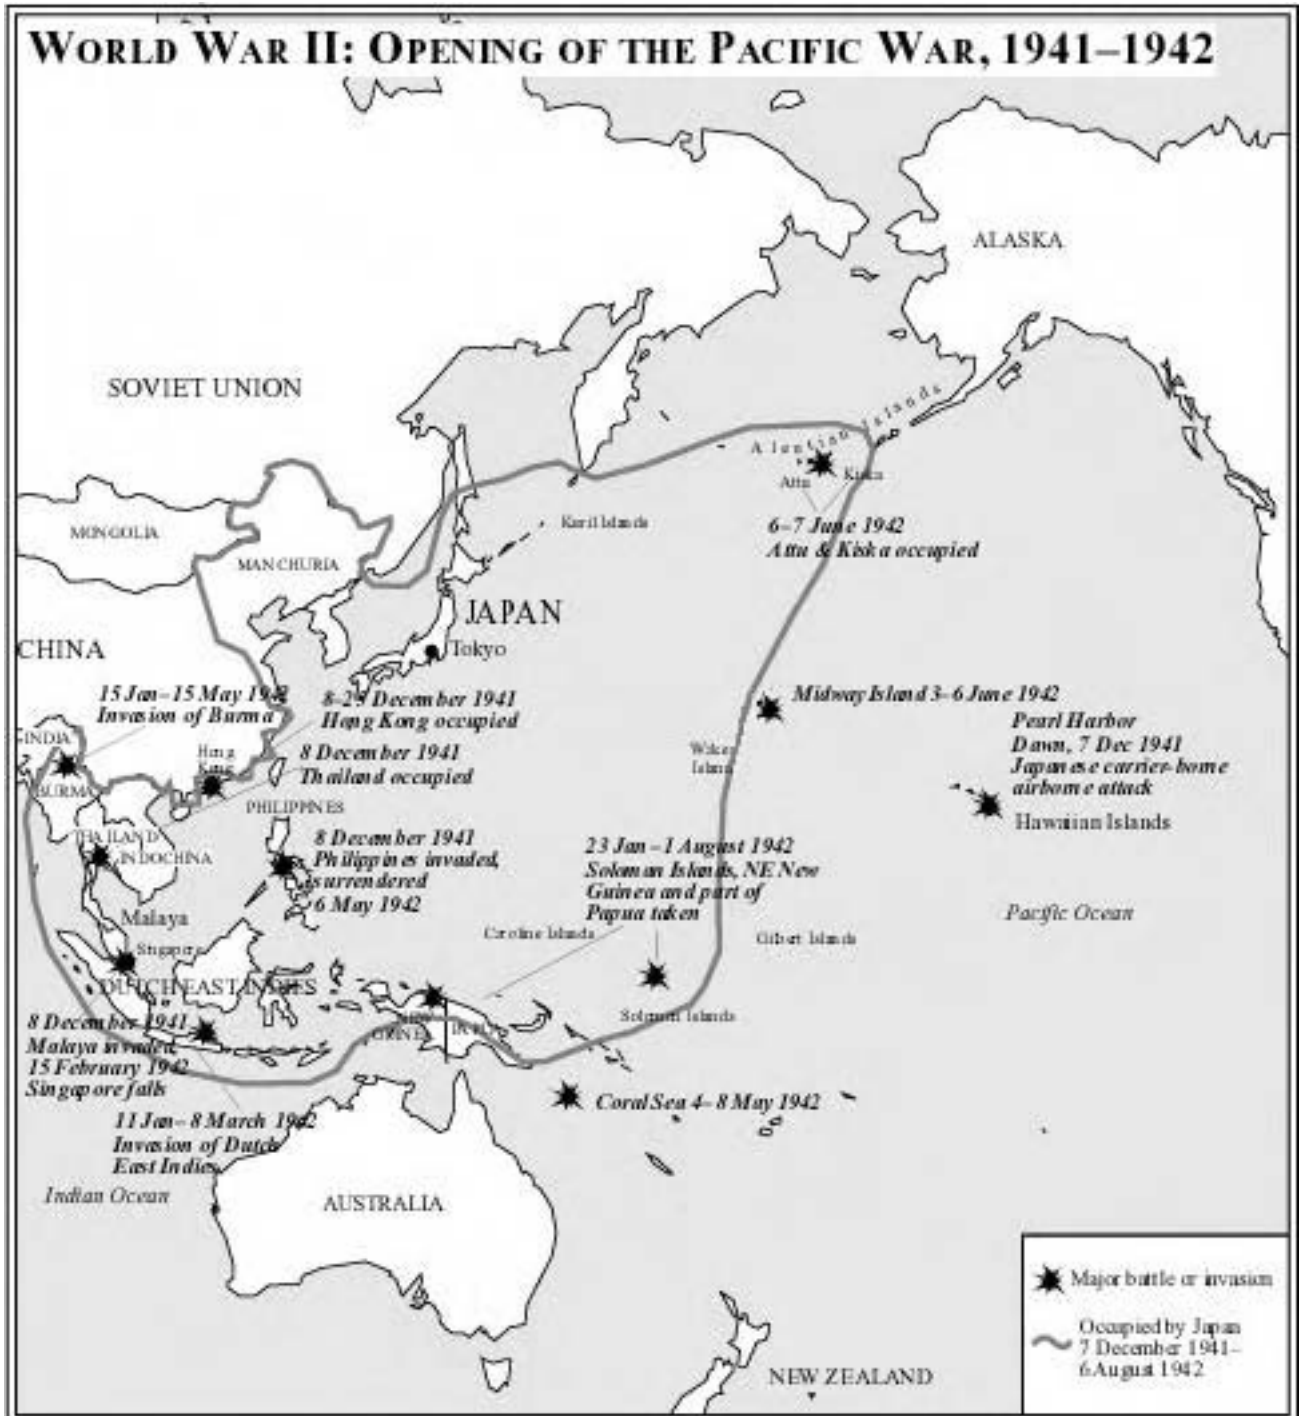 WORLD WAR II: OPENING OF THE PACIFIC WAR, 1941–1942
ALASKA
SOVIET UNION
Aleutian Islands
Attu
Kiska
6–7 June 1942
Attu & Kiska occupied
Kuril Islands
MONGOLIA
MANCHURIA
JAPAN
Tokyo
CHINA
15 Jan–15 May 1942
Invasion of Burma
8–25 December 1941
Hong Kong occupied
8 December 1941
Thailand occupied
Midway Island 3–6 June 1942
Pearl Harbor
Dawn, 7 Dec 1941
Japanese carrier-borne
airborne attack
Hawaiian Islands
Wake
Island
INDIA
Hong
Kong
BURMA
PHILIPPINES
8 December 1941
Philippines invaded,
surrendered
6 May 1942
THAILAND
INDOCHINA
23 Jan–1 August 1942
Soloman Islands, NE New
Guinea and part of
Papua taken
Malaya
Singapore
Caroline Islands
Gilbert Islands
Pacific Ocean
DUTCH EAST INDIES
NEW
GUINEA
PAPUA
Solomon Islands
8 December 1941
Malaya invaded,
15 February 1942
Singapore falls
11 Jan–8 March 1942
Invasion of Dutch
East Indies
Coral Sea 4–8 May 1942
Indian Ocean
AUSTRALIA
NEW ZEALAND
Major battle or invasion
Occupied by Japan
7 December 1941–
6 August 1942